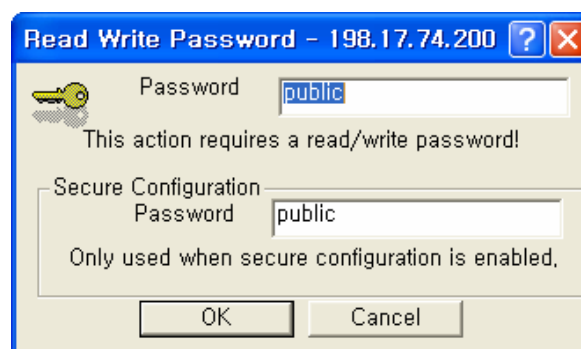 Read Write Password - 198.17.74.200
Password public
This action requires a read/write password!
Secure Configuration
Password public
Only used when secure configuration is enabled,
OK Cancel